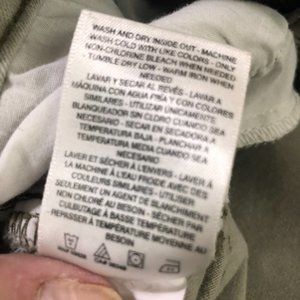 WASH AND DRY INSIDE OUT - MACHINE
WASH COLD WITH LIKE COLORS - ONLY
NON-CHLORINE BLEACH WHEN NEEDED
- TUMBLE DRY LOW - WARM IRON WHEN
NEEDED
LAVAR Y SECAR AL REVÉS - LAVAR A
MÁQUINA CON AGUA FRÍA Y CON COLORES
SIMILARES - UTILIZAR ÚNICAMENTE
BLANQUEADOR SIN CLORO CUANDO SEA
NECESARIO - SECAR EN SECADORA A
TEMPERATURA BAJA - PLANCHAR A
TEMPERATURA MEDIA CUANDO SEA
NECESARIO
LAVER ET SÉCHER À L'ENVERS - LAVER À
LA MACHINE À L'EAU FROIDE AVEC DES
COULEURS SIMILAIRES - UTILISER
SEULEMENT UN AGENT DE BLANCHIMENT
SANS CHLORE AU BESOIN - SÉCHER PAR
CULBUTAGE À BASSE TEMPÉRATURE -
REPASSER À TEMPÉRATURE MOYENNE AU
BESOIN